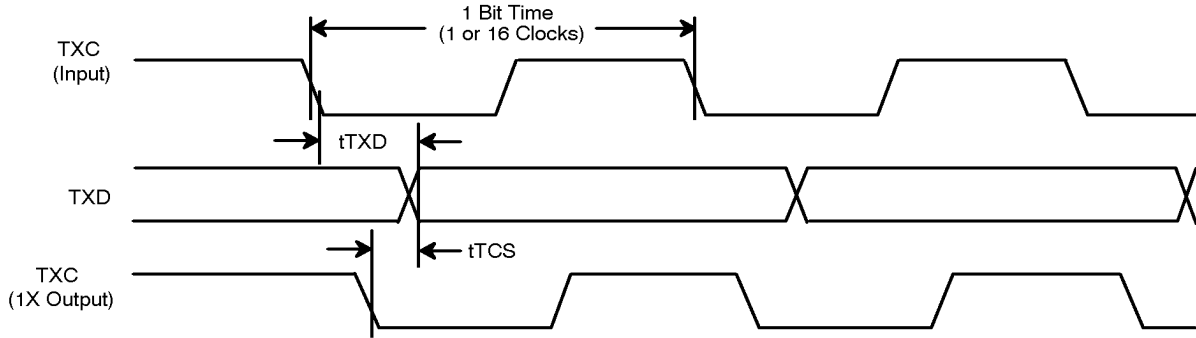 1 Bit Time
(1 or 16 Clocks)
TXC
(Input)
tTXD
TXD
tTCS
TXC
(1X Output)